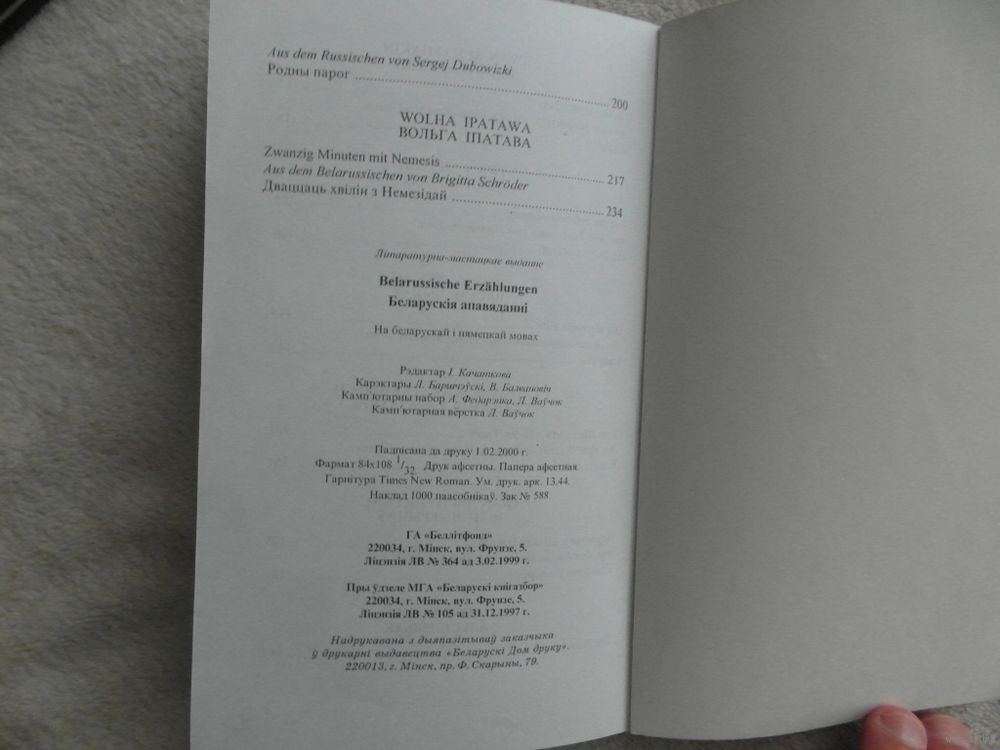 Aus dem Russischen von Sergej Dubowizki
Родны парог ........ 200
WOLHA IPATAWA
ВОЛЬГА ІПАТАВА
Zwanzig Minuten mit Nemesis ........ 217
Aus dem Belarussischen von Brigitta Schröder
Дваццаць хвілін з Немезідай ........ 234
Літаратурна-мастацкае выданне
Belarussische Erzählungen
Беларускія апавяданні
На беларускай і нямецкай мовах
Рэдактар І. Качаткова
Карэктары Л. Барынчэўскі, В. Балвановіч
Камп'ютарны набор А. Федарэнка, Л. Ваўчок
Камп'ютарная вёрстка Л. Ваўчок
Падпісана да друку 1.02.2000 г.
Фармат 84х108 1/32. Друк афсетны. Папера афсетная.
Гарнітура Times New Roman. Ум. друк. арк. 13.44.
Наклад 1000 паасобнікаў. Зак № 588.
ГА «Беллітфонд»
220034, г. Мінск, вул. Фрунзе, 5.
Ліцэнзія ЛВ № 364 ад 3.02.1999 г.
Пры ўдзеле МГА «Беларускі кнігазбор»
220034, г. Мінск, вул. Фрунзе, 5.
Ліцэнзія ЛВ № 105 ад 31.12.1997 г.
Надрукавана з дыяпазітываў заказчыка
ў друкарні выдавецтва «Беларускі Дом друку».
220013, г. Мінск, пр. Ф. Скарыны, 79.